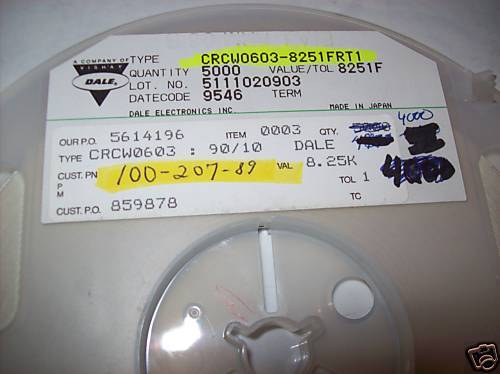 A COMPANY OF
VISHAY
DALE
TYPE CRCW0603-8251FRT1
QUANTITY 5000 VALUE/TOL 8251F
LOT. NO. 5111020903
DATECODE 9546 TERM
DALE ELECTRONICS INC. MADE IN JAPAN
OUR P.O. 5614196 ITEM 0003 QTY. 4000
TYPE CRCW0603 : 90/10 DALE
CUST. PN 100-207-89 VAL 8.25K
P
M
TOL 1
CUST. P.O. 859878 TC
ebY